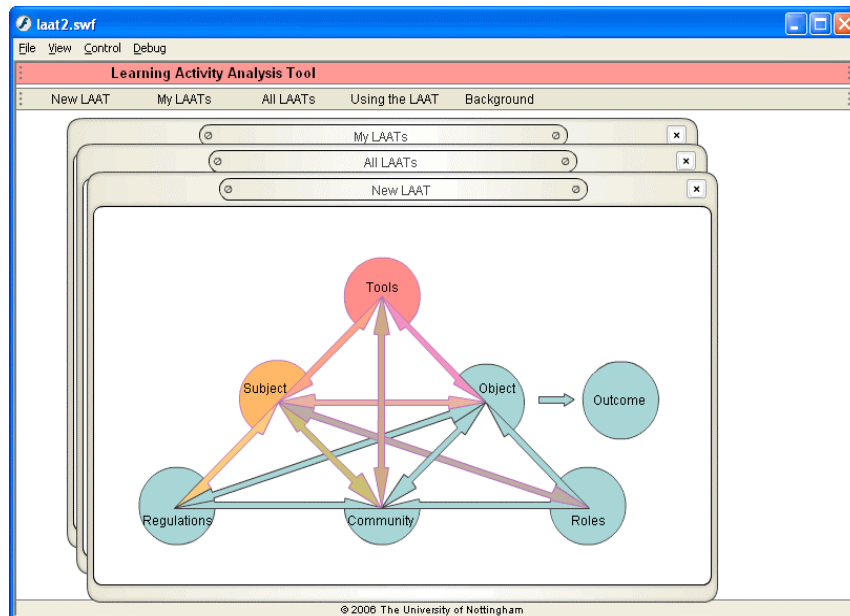 laat2.swf
File View Control Debug
Learning Activity Analysis Tool
New LAAT My LAATs All LAATs Using the LAAT Background
My LAATs
All LAATs
New LAAT
Tools
Subject Object Outcome
Regulations Community Roles
© 2006 The University of Nottingham